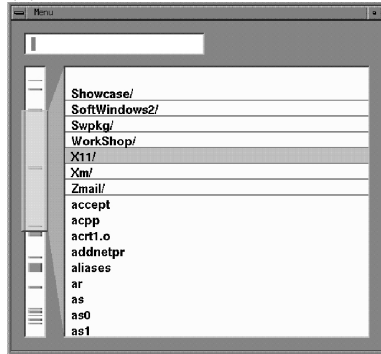 Menu
Showcase/
SoftWindows2/
Swpkg/
WorkShop/
X11/
Xm/
Zmail/
accept
acpp
acrt1.o
addnetpr
aliases
ar
as
as0
as1